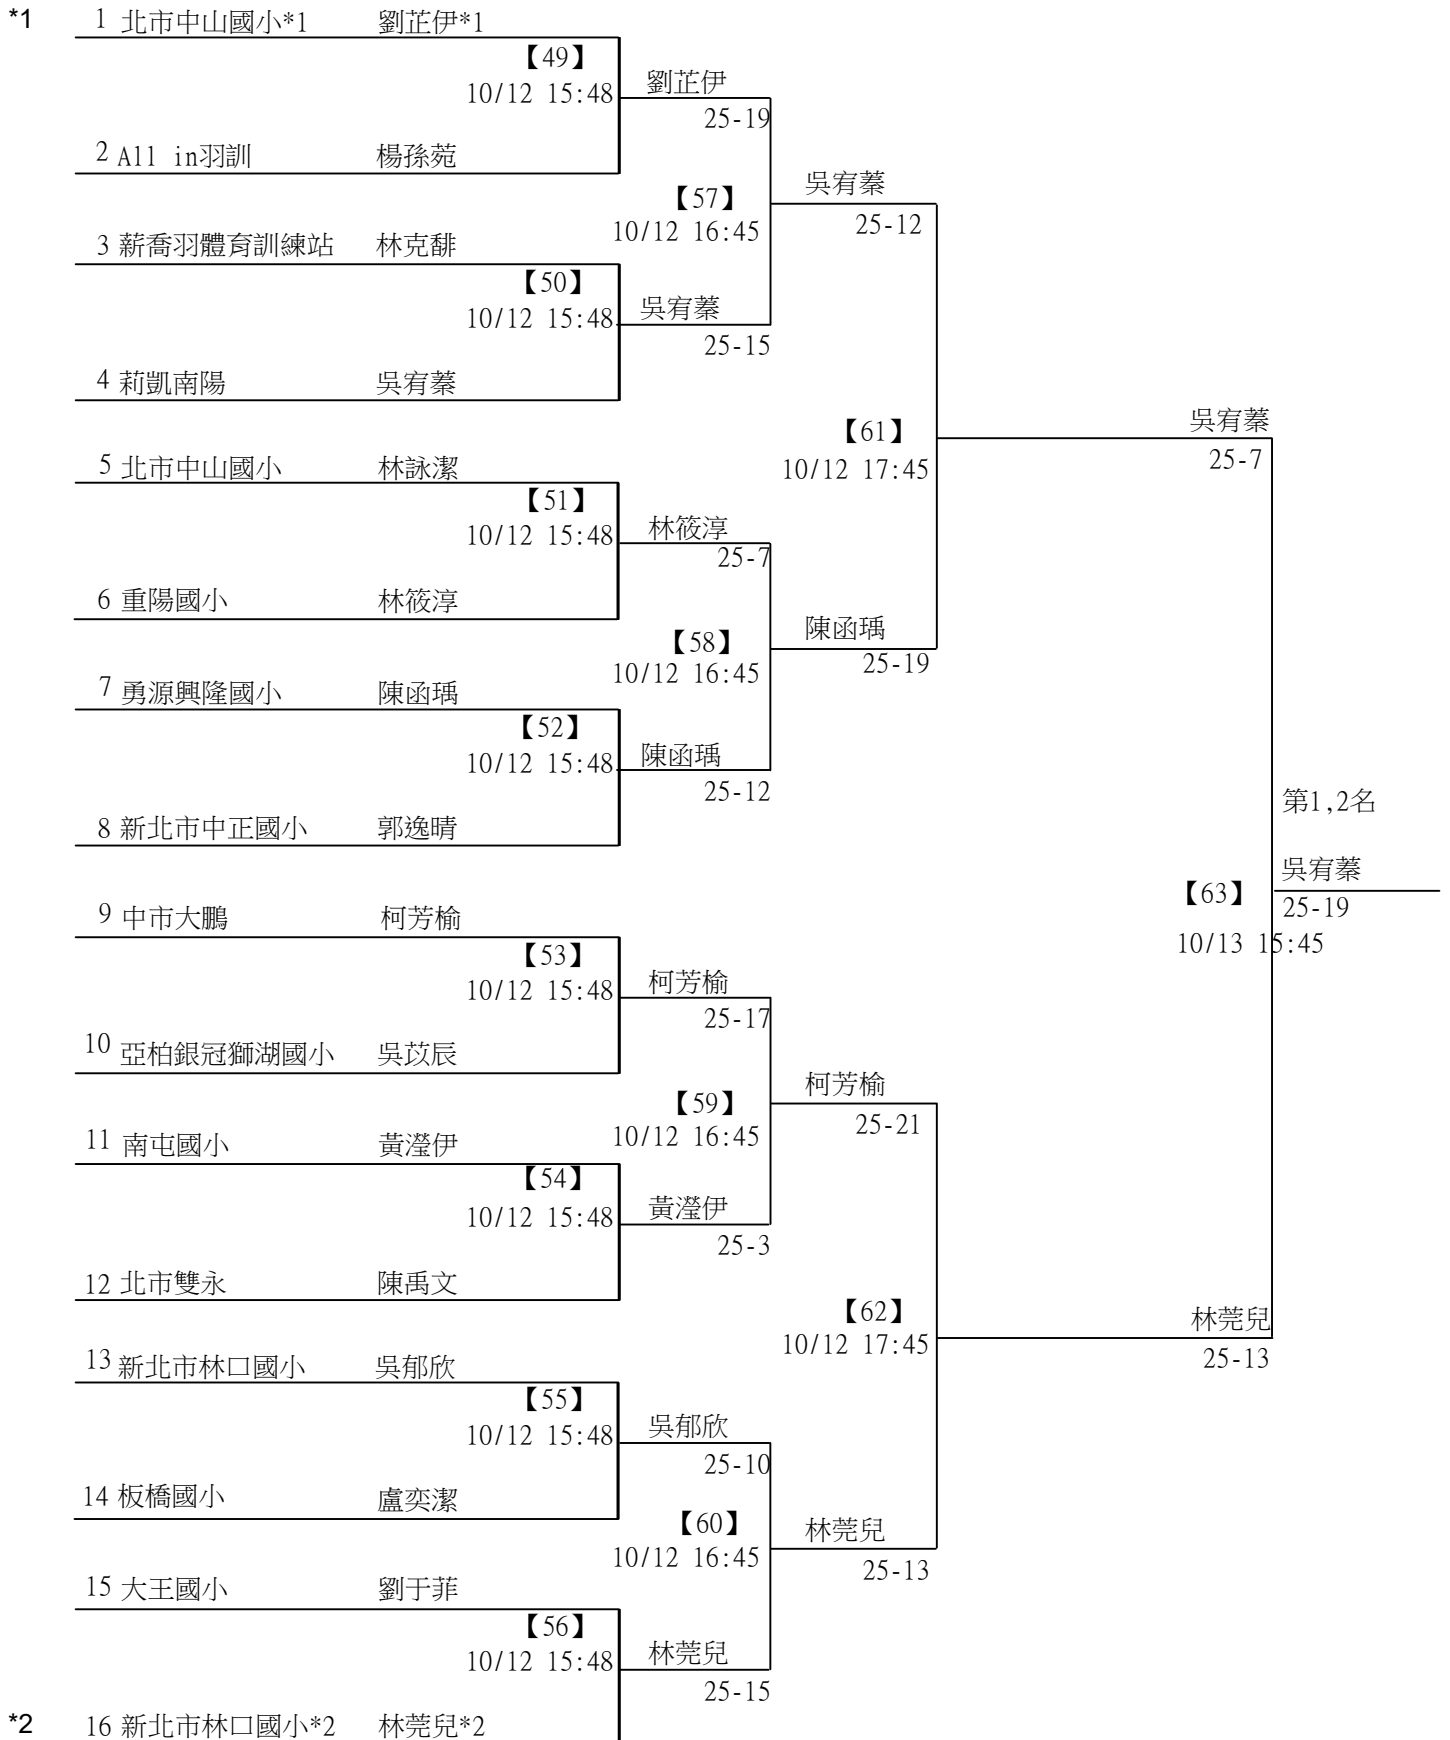 *1 1 北市中山國小*1 劉芷伊*1
【49】
10/12 15:48 劉芷伊
25-19
2 All in羽訓 楊孫菀
【57】 吳宥蓁
10/12 16:45 25-12
3 薪喬羽體育訓練站 林克馡
【50】
10/12 15:48 吳宥蓁
25-15
4 莉凱南陽 吳宥蓁
【61】 吳宥蓁
10/12 17:45 25-7
5 北市中山國小 林詠潔
【51】
10/12 15:48 林筱淳
25-7
6 重陽國小 林筱淳
【58】 陳函瑀
10/12 16:45 25-19
7 勇源興隆國小 陳函瑀
【52】
10/12 15:48 陳函瑀
25-12
第1,2名
8 新北市中正國小 郭逸晴
吳宥蓁
【63】 25-19
10/13 15:45
9 中市大鵬 柯芳榆
【53】
10/12 15:48 柯芳榆
25-17
10 亞柏銀冠獅湖國小 吳苡辰
【59】 柯芳榆
10/12 16:45 25-21
11 南屯國小 黃瀅伊
【54】
10/12 15:48 黃瀅伊
25-3
12 北市雙永 陳禹文
【62】 林莞兒
10/12 17:45 25-13
13 新北市林口國小 吳郁欣
【55】
10/12 15:48 吳郁欣
25-10
14 板橋國小 盧奕潔
【60】 林莞兒
10/12 16:45 25-13
15 大王國小 劉于菲
【56】
10/12 15:48 林莞兒
25-15
*2 16 新北市林口國小*2 林莞兒*2